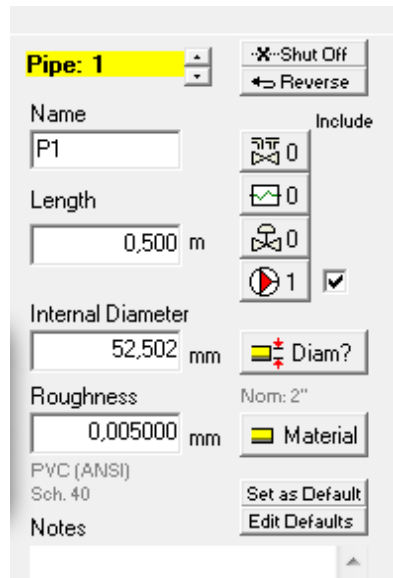 Pipe: 1
Shut Off
Reverse
Name
Include
P1
0
Length
0
0,500 m
0
1
Internal Diameter
52,502 mm
Diam?
Roughness
Nom: 2"
0,005000 mm
Material
PVC (ANSI)
Sch. 40
Set as Default
Notes
Edit Defaults